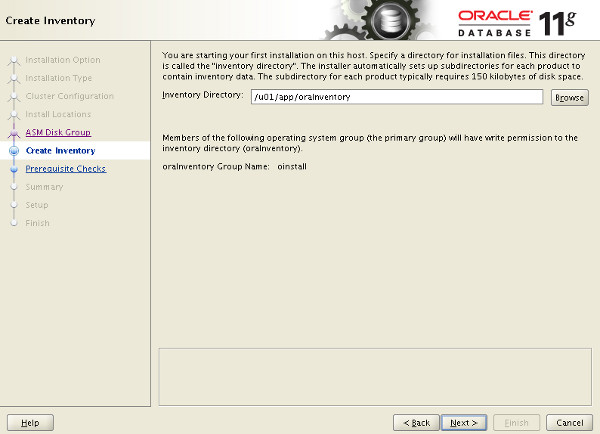 Create Inventory
ORACLE
DATABASE 11g
Installation Option
Installation Type
Cluster Configuration
Install Locations
ASM Disk Group
Create Inventory
Prerequisite Checks
Summary
Setup
Finish
You are starting your first installation on this host. Specify a directory for installation files. This directory
is called the "inventory directory". The installer automatically sets up subdirectories for each product to
contain inventory data. The subdirectory for each product typically requires 150 kilobytes of disk space.
Inventory Directory: /u01/app/oraInventory Browse
Members of the following operating system group (the primary group) will have write permission to the
inventory directory (oraInventory).
oraInventory Group Name: oinstall
Help < Back Next > Finish Cancel